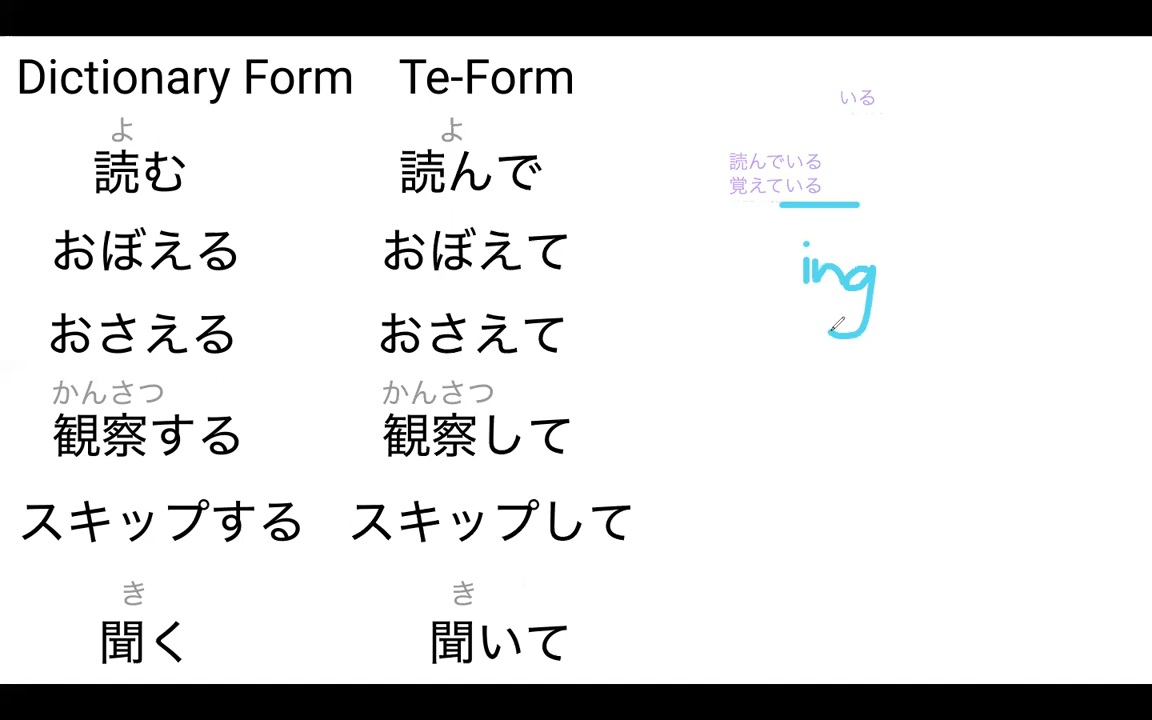 Dictionary Form Te-Form
いる
よ よ
読む 読んで
読んでいる
覚えている
おぼえる おぼえて
ing
おさえる おさえて
かんさつ かんさつ
観察する 観察して
スキップする スキップして
き き
聞く 聞いて